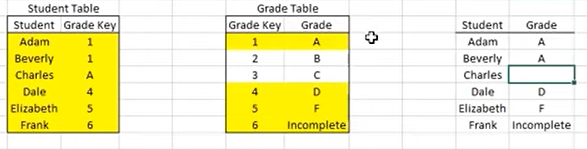 Student Table Grade Table
Student Grade Key Grade Key Grade Student Grade
Adam 1 1 A Adam A
Beverly 1 2 B Beverly A
Charles A 3 C Charles
Dale 4 4 D Dale D
Elizabeth 5 5 F Elizabeth F
Frank 6 6 Incomplete Frank Incomplete